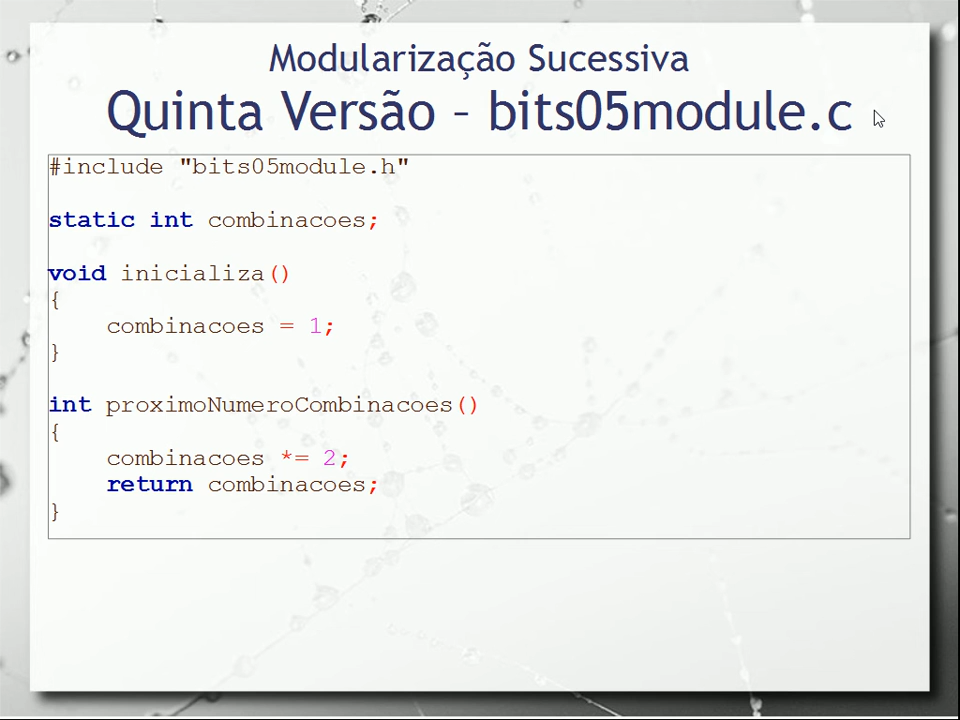 Modularização Sucessiva
Quinta Versão – bits05module.c
#include "bits05module.h"
static int combinacoes;
void inicializa()
{
    combinacoes = 1;
}
int proximoNumeroCombinacoes()
{
    combinacoes *= 2;
    return combinacoes;
}